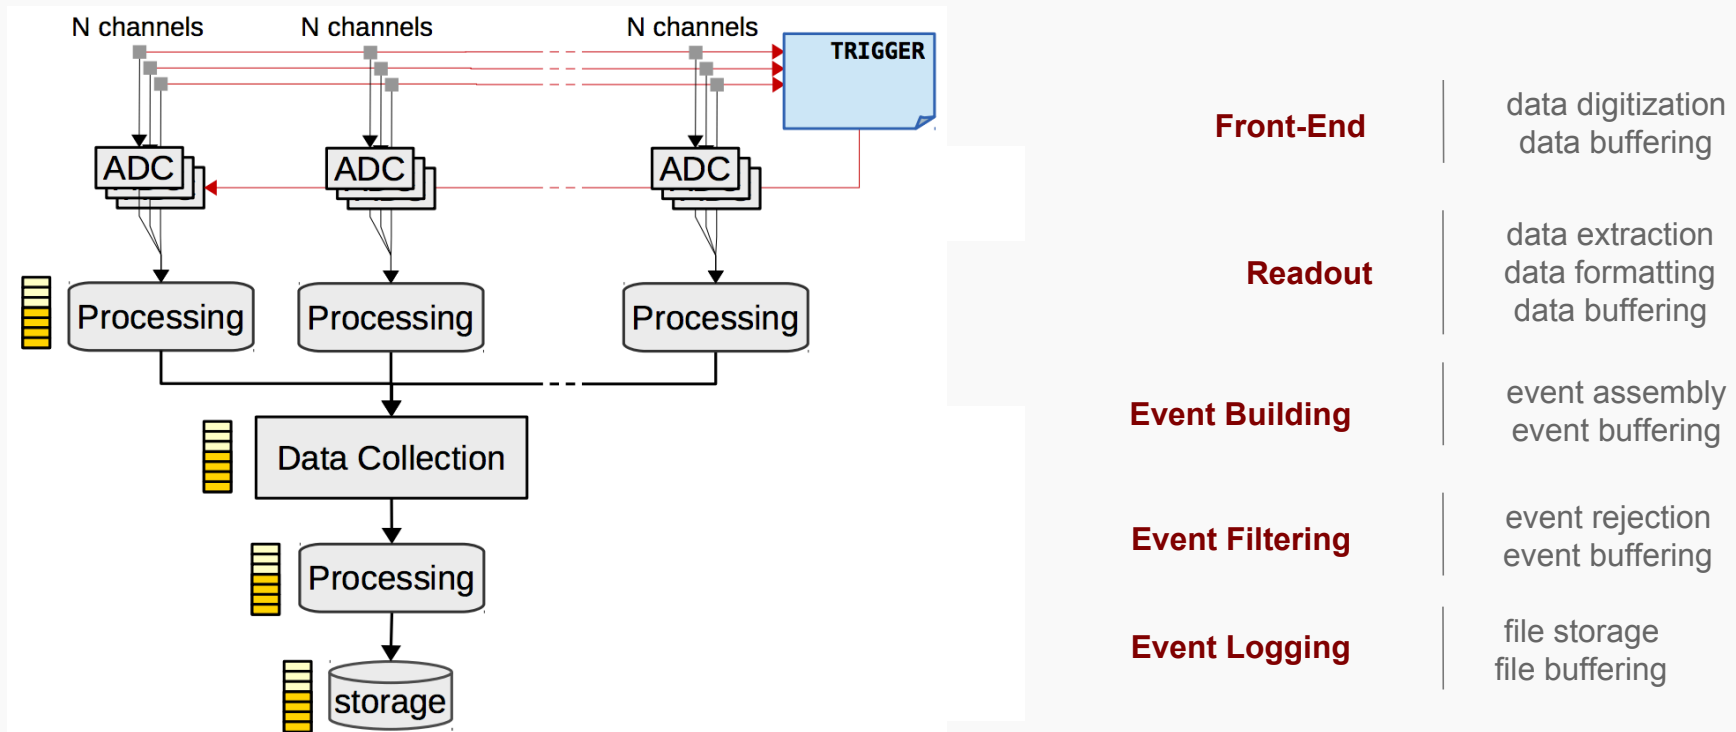 N channels
N channels
N channels
TRIGGER
ADC
ADC
ADC
Processing
Processing
Processing
Data Collection
Processing
storage
Front-End
data digitization
data buffering
Readout
data extraction
data formatting
data buffering
Event Building
event assembly
event buffering
Event Filtering
event rejection
event buffering
Event Logging
file storage
file buffering